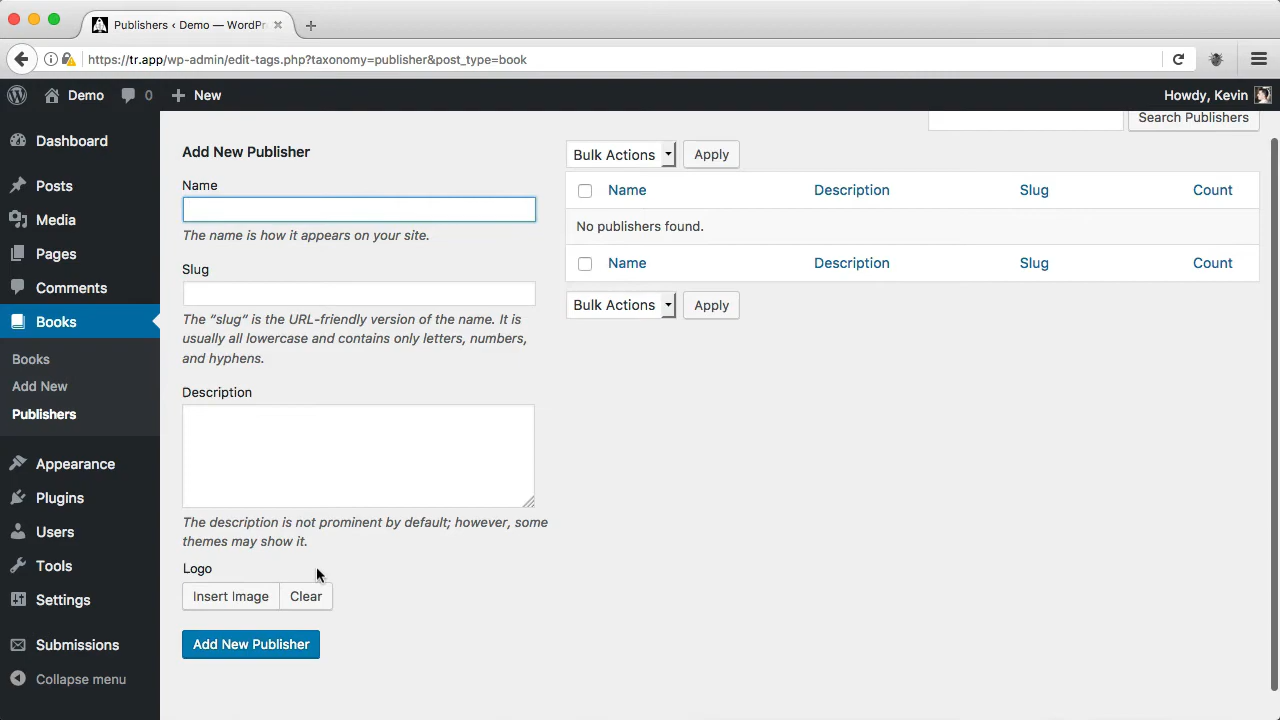 Publishers ‹ Demo — WordPr
https://tr.app/wp-admin/edit-tags.php?taxonomy=publisher&post_type=book
Demo
0
New
Howdy, Kevin
Dashboard
Posts
Media
Pages
Comments
Books
Books
Add New
Publishers
Appearance
Plugins
Users
Tools
Settings
Submissions
Collapse menu
Search Publishers
Add New Publisher
Name
The name is how it appears on your site.
Slug
The “slug” is the URL-friendly version of the name. It is
usually all lowercase and contains only letters, numbers,
and hyphens.
Description
The description is not prominent by default; however, some
themes may show it.
Logo
Insert Image
Clear
Add New Publisher
Bulk Actions
Apply
Name Description Slug Count
No publishers found.
Name Description Slug Count
Bulk Actions
Apply